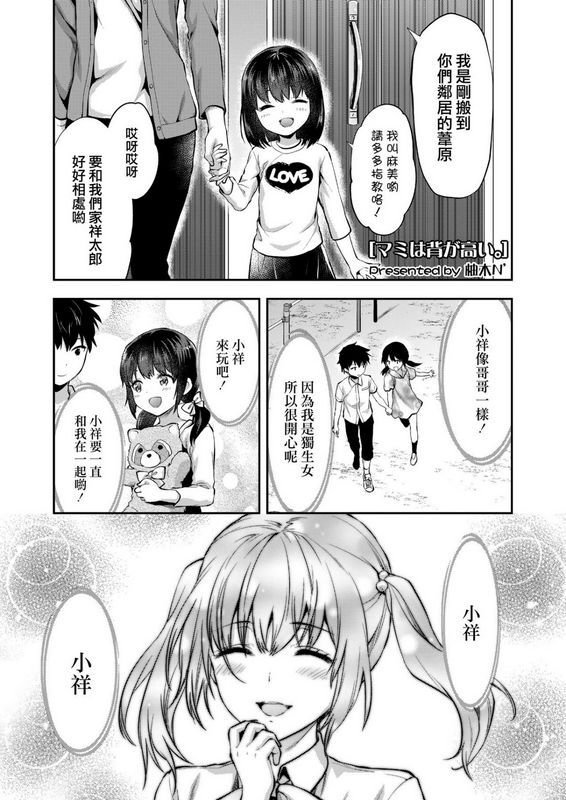 我是剛搬到
你們鄰居的葦原
我叫麻美喲
請多多指教咯！
哎呀哎呀
要和我們家祥太郎
好好相處喲
LOVE
[マミは背が高い。]
Presented by 柚木N'
小祥像哥哥一樣！
因為我是獨生女
所以很開心呢
小祥
來玩吧！
小祥要一直
和我在一起喲！
小祥
小祥